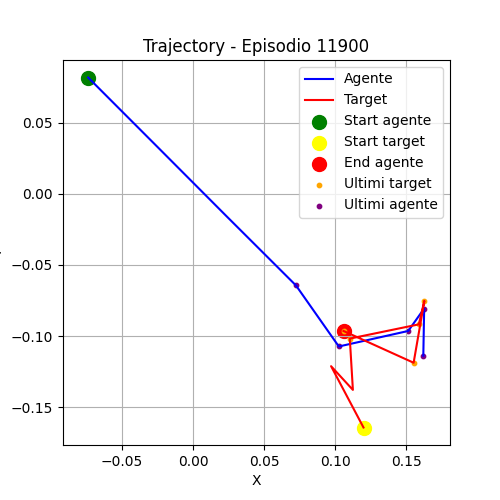 Trajectory - Episodio 11900
Agente
Target
Start agente
Start target
End agente
Ultimi target
Ultimi agente
0.05
0.00
−0.05
−0.10
−0.15
−0.05
0.00
0.05
0.10
0.15
X